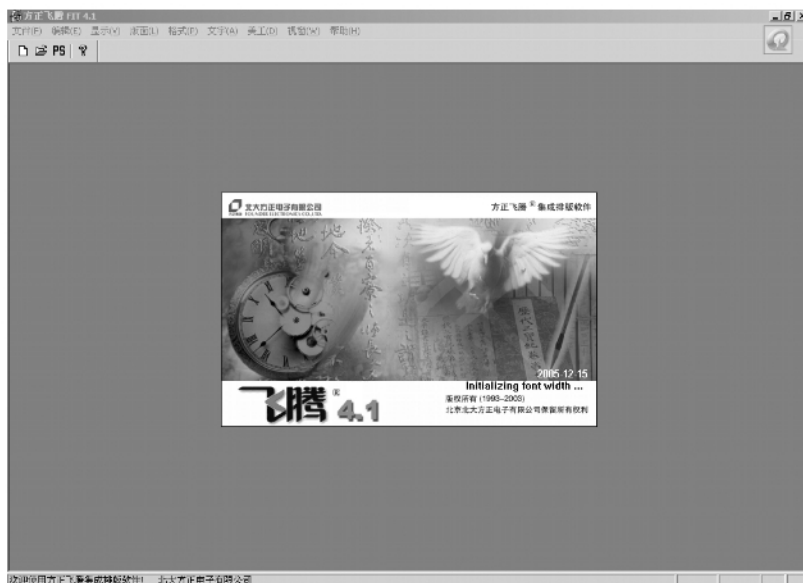 方正飞腾 FIT 4.1
文件(F) 编辑(E) 显示(V) 版面(L) 格式(P) 文字(A) 美工(D) 视窗(W) 帮助(H)
PS
北大方正电子有限公司
FOUNDER ELECTRONICS CO.,LTD.
方正飞腾®集成排版软件
2005-12-15
Initializing font width ...
飞腾® 4.1
版权所有 (1993-2003)
北京北大方正电子有限公司保留所有权利
欢迎使用方正飞腾集成排版软件! 北大方正电子有限公司